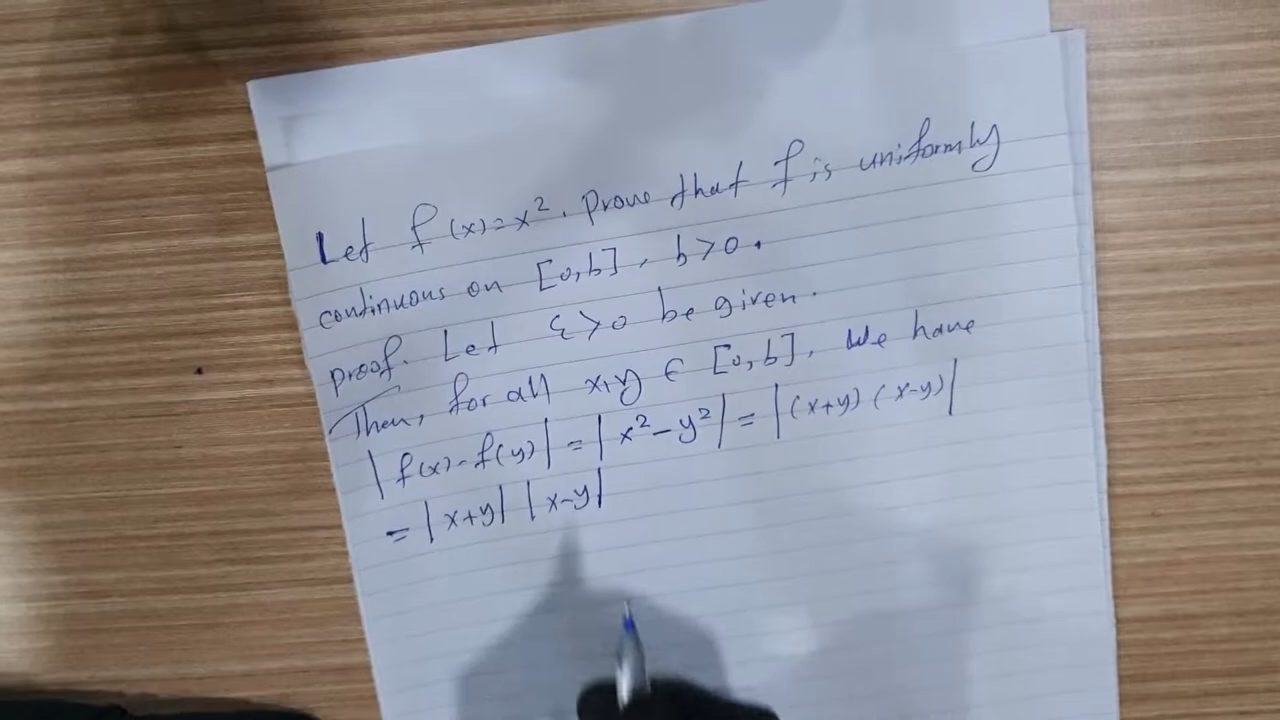 Let f(x)=x². Prove that f is uniformly
continuous on [0,b], b>0.
proof. Let ε>0 be given.
Then, for all x,y ∈ [0,b]. We have
|f(x)-f(y)| = |x²-y²| = |(x+y)(x-y)|
= |x+y| |x-y|